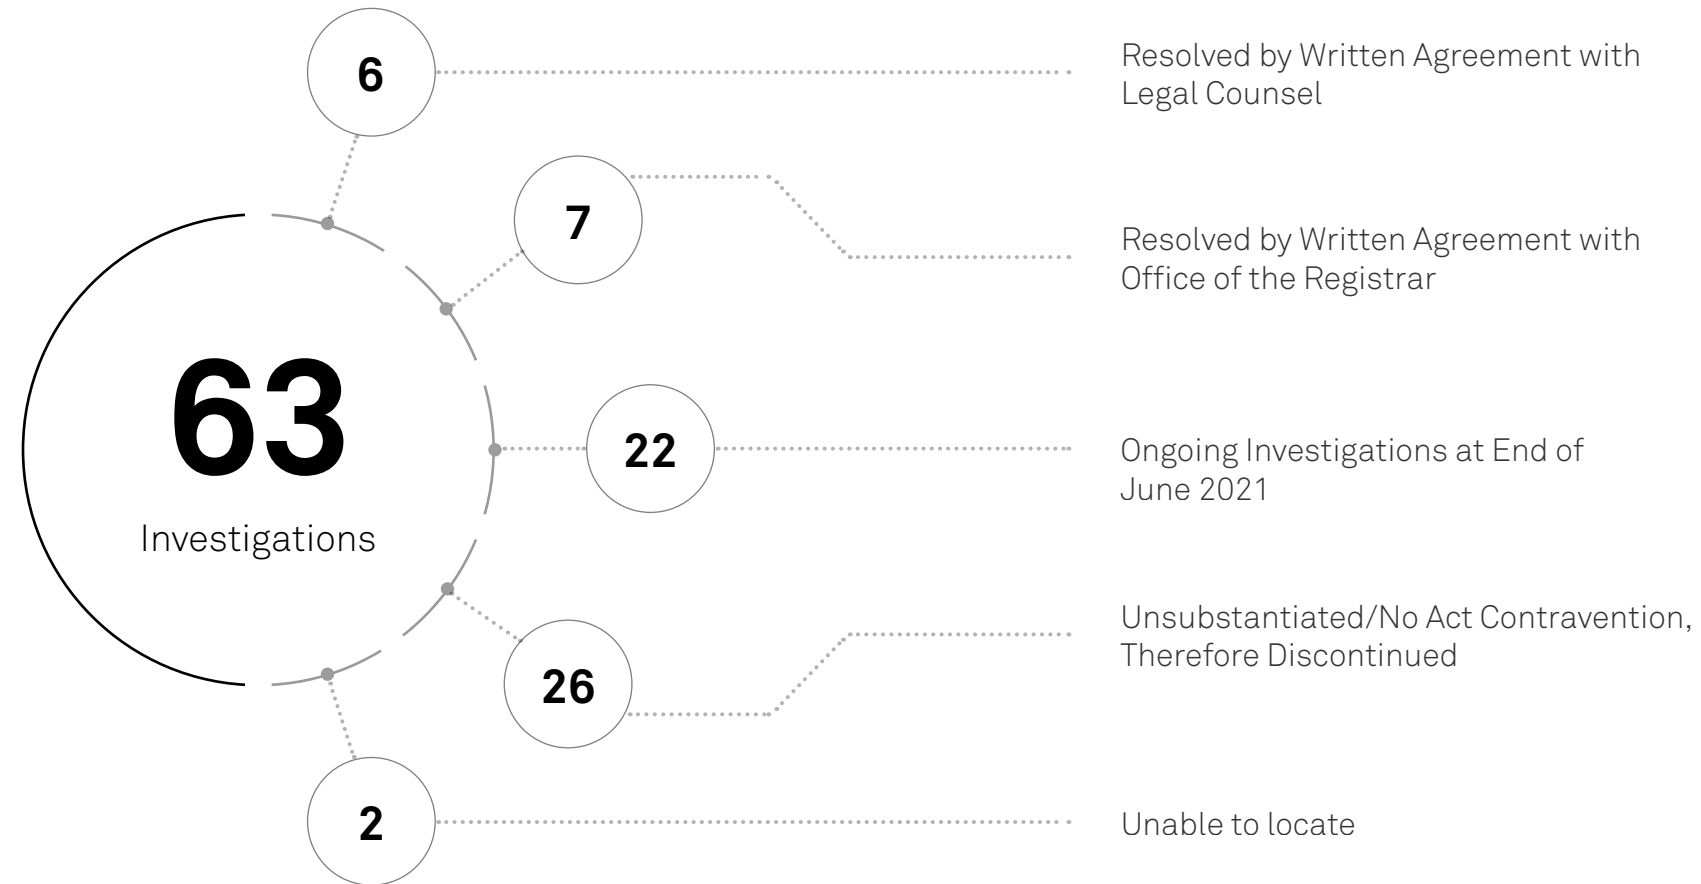 6
Resolved by Written Agreement with
Legal Counsel
7
Resolved by Written Agreement with
Office of the Registrar
63
Investigations
22
Ongoing Investigations at End of
June 2021
26
Unsubstantiated/No Act Contravention,
Therefore Discontinued
2
Unable to locate